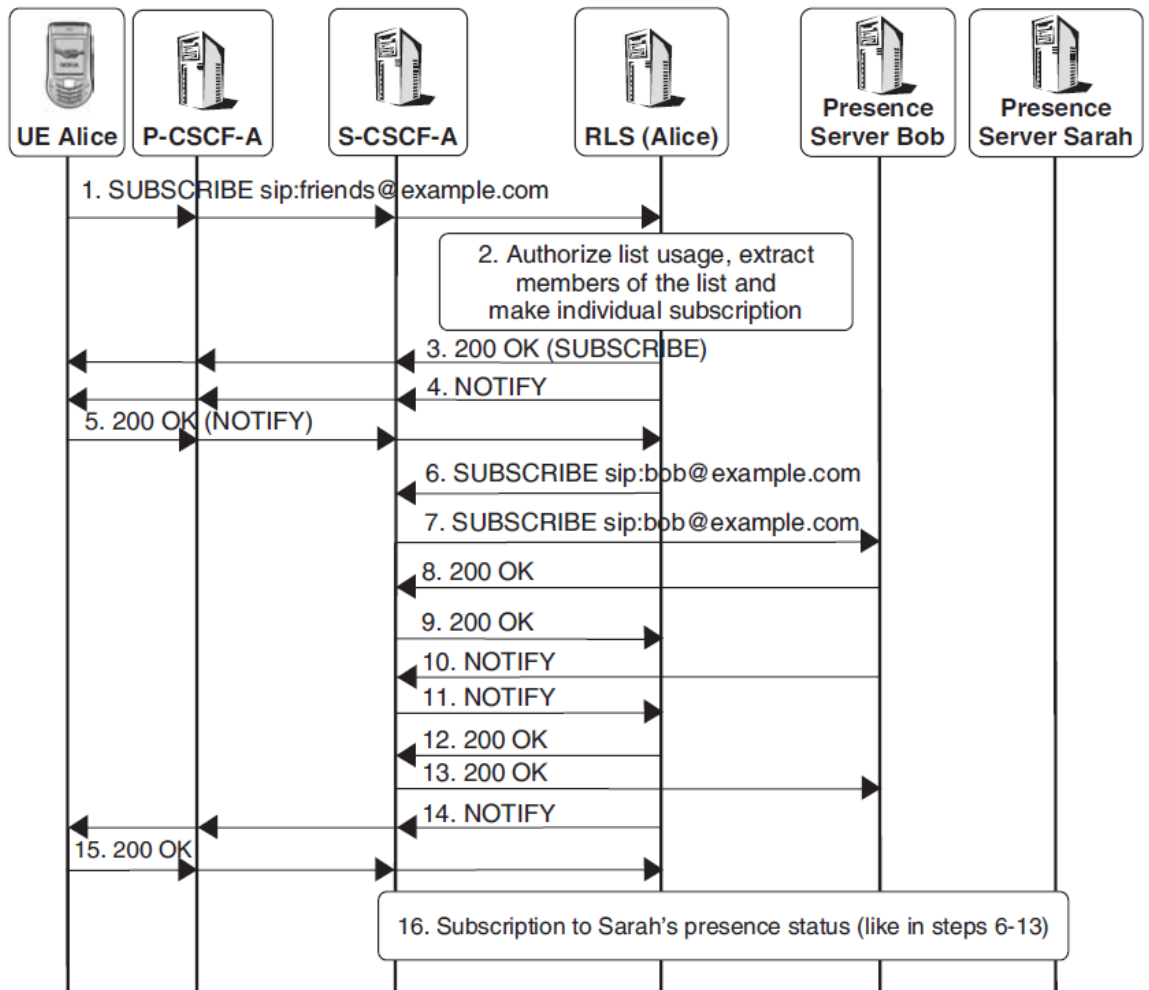 UE Alice
P-CSCF-A
S-CSCF-A
RLS (Alice)
Presence
Server Bob
Presence
Server Sarah
1. SUBSCRIBE sip:friends@example.com
2. Authorize list usage, extract
members of the list and
make individual subscription
3. 200 OK (SUBSCRIBE)
4. NOTIFY
5. 200 OK (NOTIFY)
6. SUBSCRIBE sip:bob@example.com
7. SUBSCRIBE sip:bob@example.com
8. 200 OK
9. 200 OK
10. NOTIFY
11. NOTIFY
12. 200 OK
13. 200 OK
14. NOTIFY
15. 200 OK
16. Subscription to Sarah's presence status (like in steps 6-13)